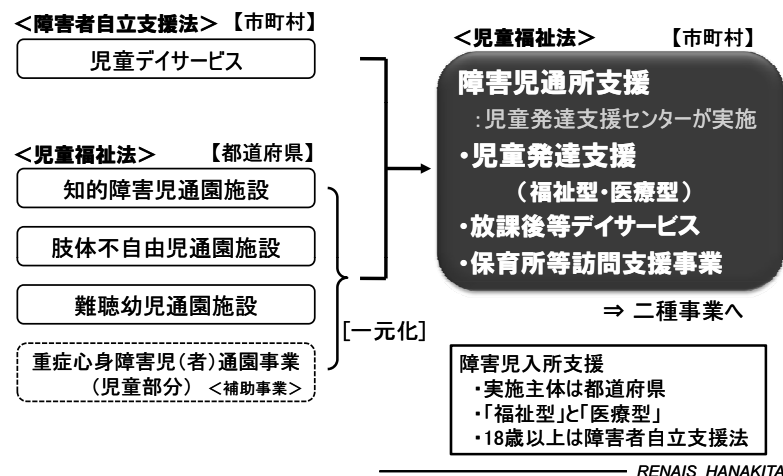 ＜障害者自立支援法＞ 【市町村】
児童デイサービス
＜児童福祉法＞ 【都道府県】
知的障害児通園施設
肢体不自由児通園施設
難聴幼児通園施設
重症心身障害児（者）通園事業
（児童部分） ＜補助事業＞
［一元化］
＜児童福祉法＞ 【市町村】
障害児通所支援
：児童発達支援センターが実施
・児童発達支援
（福祉型・医療型）
・放課後等デイサービス
・保育所等訪問支援事業
⇒ 二種事業へ
障害児入所支援
・実施主体は都道府県
・「福祉型」と「医療型」
・18歳以上は障害者自立支援法
RENAIS HANAKITA